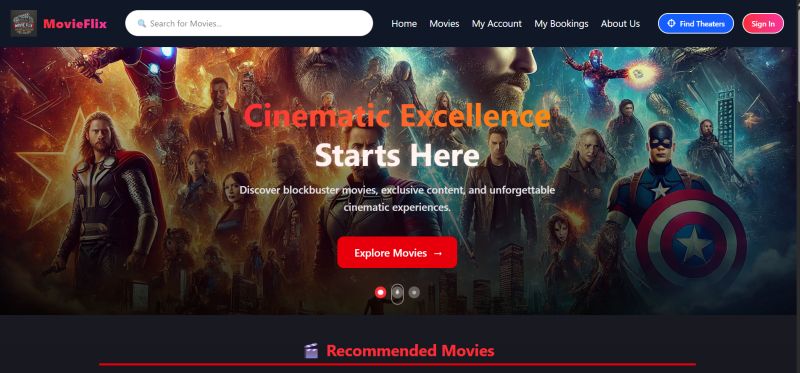 MovieFlix
Search for Movies...
Home
Movies
My Account
My Bookings
About Us
Find Theaters
Sign In
Cinematic Excellence
Starts Here
Discover blockbuster movies, exclusive content, and unforgettable
cinematic experiences.
Explore Movies →
Recommended Movies